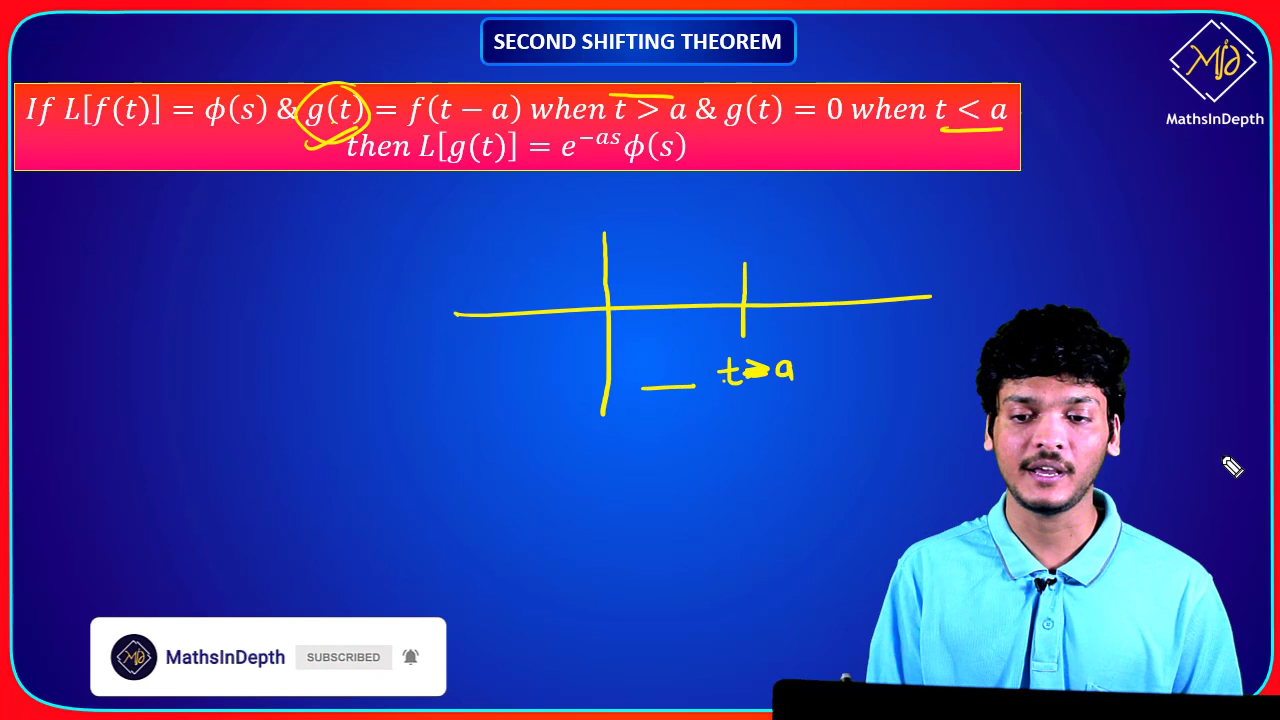 SECOND SHIFTING THEOREM
If L[f(t)] = ϕ(s) & g(t) = f(t − a) when t > a & g(t) = 0 when t < a
then L[g(t)] = e^{−as}ϕ(s)
MathsInDepth
t > a
MathsInDepth SUBSCRIBED